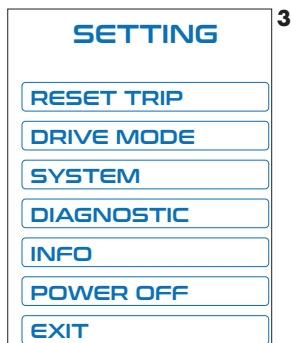 SETTING
3
RESET TRIP
DRIVE MODE
SYSTEM
DIAGNOSTIC
INFO
POWER OFF
EXIT